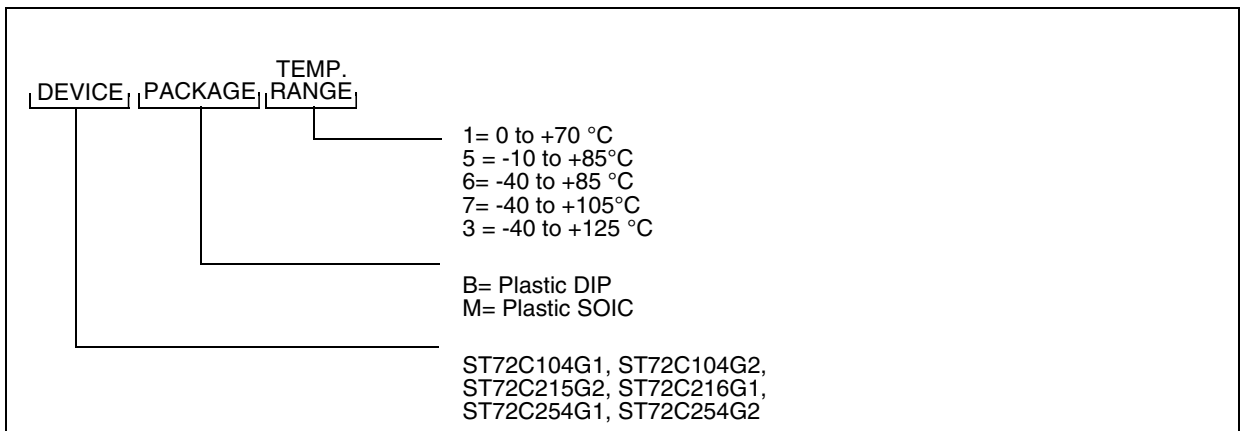 TEMP.
DEVICE PACKAGE RANGE
1= 0 to +70 °C
5 = -10 to +85°C
6= -40 to +85 °C
7= -40 to +105°C
3 = -40 to +125 °C
B= Plastic DIP
M= Plastic SOIC
ST72C104G1, ST72C104G2,
ST72C215G2, ST72C216G1,
ST72C254G1, ST72C254G2